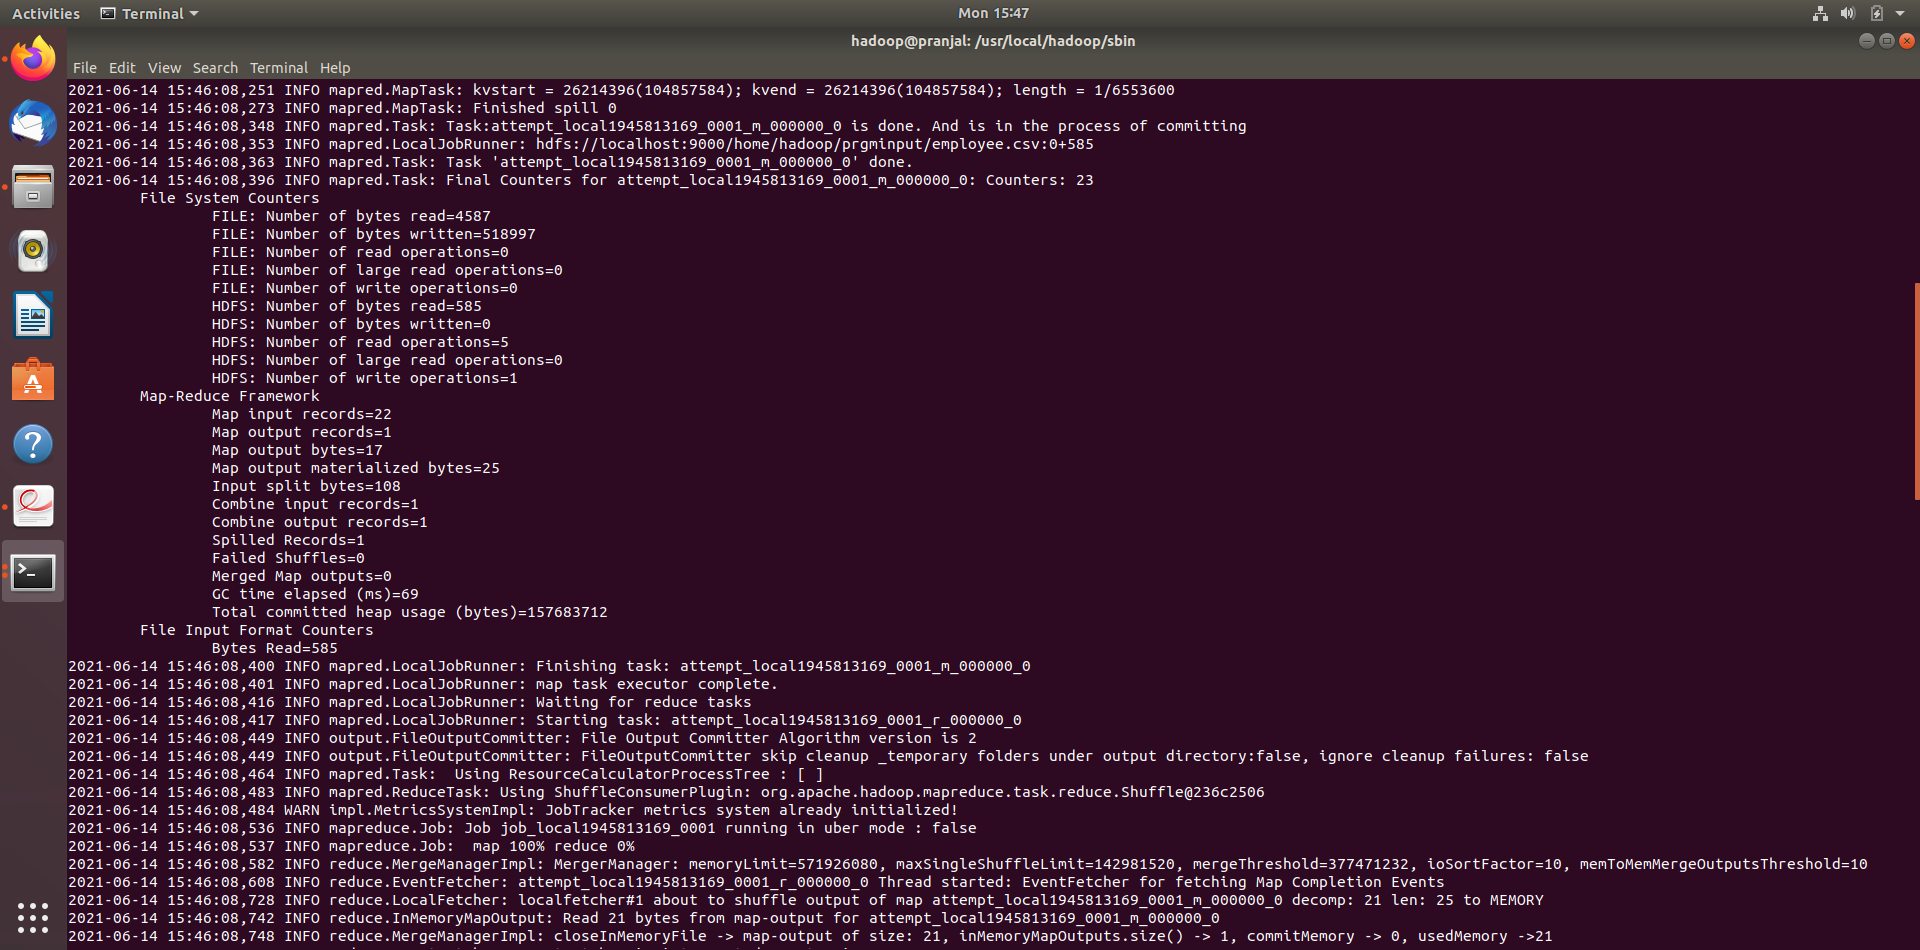 Activities Terminal Mon 15:47
hadoop@pranjal: /usr/local/hadoop/sbin
File Edit View Search Terminal Help
2021-06-14 15:46:08,251 INFO mapred.MapTask: kvstart = 26214396(104857584); kvend = 26214396(104857584); length = 1/6553600
2021-06-14 15:46:08,273 INFO mapred.MapTask: Finished spill 0
2021-06-14 15:46:08,348 INFO mapred.Task: Task:attempt_local1945813169_0001_m_000000_0 is done. And is in the process of committing
2021-06-14 15:46:08,353 INFO mapred.LocalJobRunner: hdfs://localhost:9000/home/hadoop/prgminput/employee.csv:0+585
2021-06-14 15:46:08,363 INFO mapred.Task: Task 'attempt_local1945813169_0001_m_000000_0' done.
2021-06-14 15:46:08,396 INFO mapred.Task: Final Counters for attempt_local1945813169_0001_m_000000_0: Counters: 23
File System Counters
FILE: Number of bytes read=4587
FILE: Number of bytes written=518997
FILE: Number of read operations=0
FILE: Number of large read operations=0
FILE: Number of write operations=0
HDFS: Number of bytes read=585
HDFS: Number of bytes written=0
HDFS: Number of read operations=5
HDFS: Number of large read operations=0
HDFS: Number of write operations=1
Map-Reduce Framework
Map input records=22
Map output records=1
Map output bytes=17
Map output materialized bytes=25
Input split bytes=108
Combine input records=1
Combine output records=1
Spilled Records=1
Failed Shuffles=0
Merged Map outputs=0
GC time elapsed (ms)=69
Total committed heap usage (bytes)=157683712
File Input Format Counters
Bytes Read=585
2021-06-14 15:46:08,400 INFO mapred.LocalJobRunner: Finishing task: attempt_local1945813169_0001_m_000000_0
2021-06-14 15:46:08,401 INFO mapred.LocalJobRunner: map task executor complete.
2021-06-14 15:46:08,416 INFO mapred.LocalJobRunner: Waiting for reduce tasks
2021-06-14 15:46:08,417 INFO mapred.LocalJobRunner: Starting task: attempt_local1945813169_0001_r_000000_0
2021-06-14 15:46:08,449 INFO output.FileOutputCommitter: File Output Committer Algorithm version is 2
2021-06-14 15:46:08,449 INFO output.FileOutputCommitter: FileOutputCommitter skip cleanup _temporary folders under output directory:false, ignore cleanup failures: false
2021-06-14 15:46:08,464 INFO mapred.Task:  Using ResourceCalculatorProcessTree : [ ]
2021-06-14 15:46:08,483 INFO mapred.ReduceTask: Using ShuffleConsumerPlugin: org.apache.hadoop.mapreduce.task.reduce.Shuffle@236c2506
2021-06-14 15:46:08,484 WARN impl.MetricsSystemImpl: JobTracker metrics system already initialized!
2021-06-14 15:46:08,536 INFO mapreduce.Job: Job job_local1945813169_0001 running in uber mode : false
2021-06-14 15:46:08,537 INFO mapreduce.Job:  map 100% reduce 0%
2021-06-14 15:46:08,582 INFO reduce.MergeManagerImpl: MergerManager: memoryLimit=571926080, maxSingleShuffleLimit=142981520, mergeThreshold=377471232, ioSortFactor=10, memToMemMergeOutputsThreshold=10
2021-06-14 15:46:08,608 INFO reduce.EventFetcher: attempt_local1945813169_0001_r_000000_0 Thread started: EventFetcher for fetching Map Completion Events
2021-06-14 15:46:08,728 INFO reduce.LocalFetcher: localfetcher#1 about to shuffle output of map attempt_local1945813169_0001_m_000000_0 decomp: 21 len: 25 to MEMORY
2021-06-14 15:46:08,742 INFO reduce.InMemoryMapOutput: Read 21 bytes from map-output for attempt_local1945813169_0001_m_000000_0
2021-06-14 15:46:08,748 INFO reduce.MergeManagerImpl: closeInMemoryFile -> map-output of size: 21, inMemoryMapOutputs.size() -> 1, commitMemory -> 0, usedMemory ->21